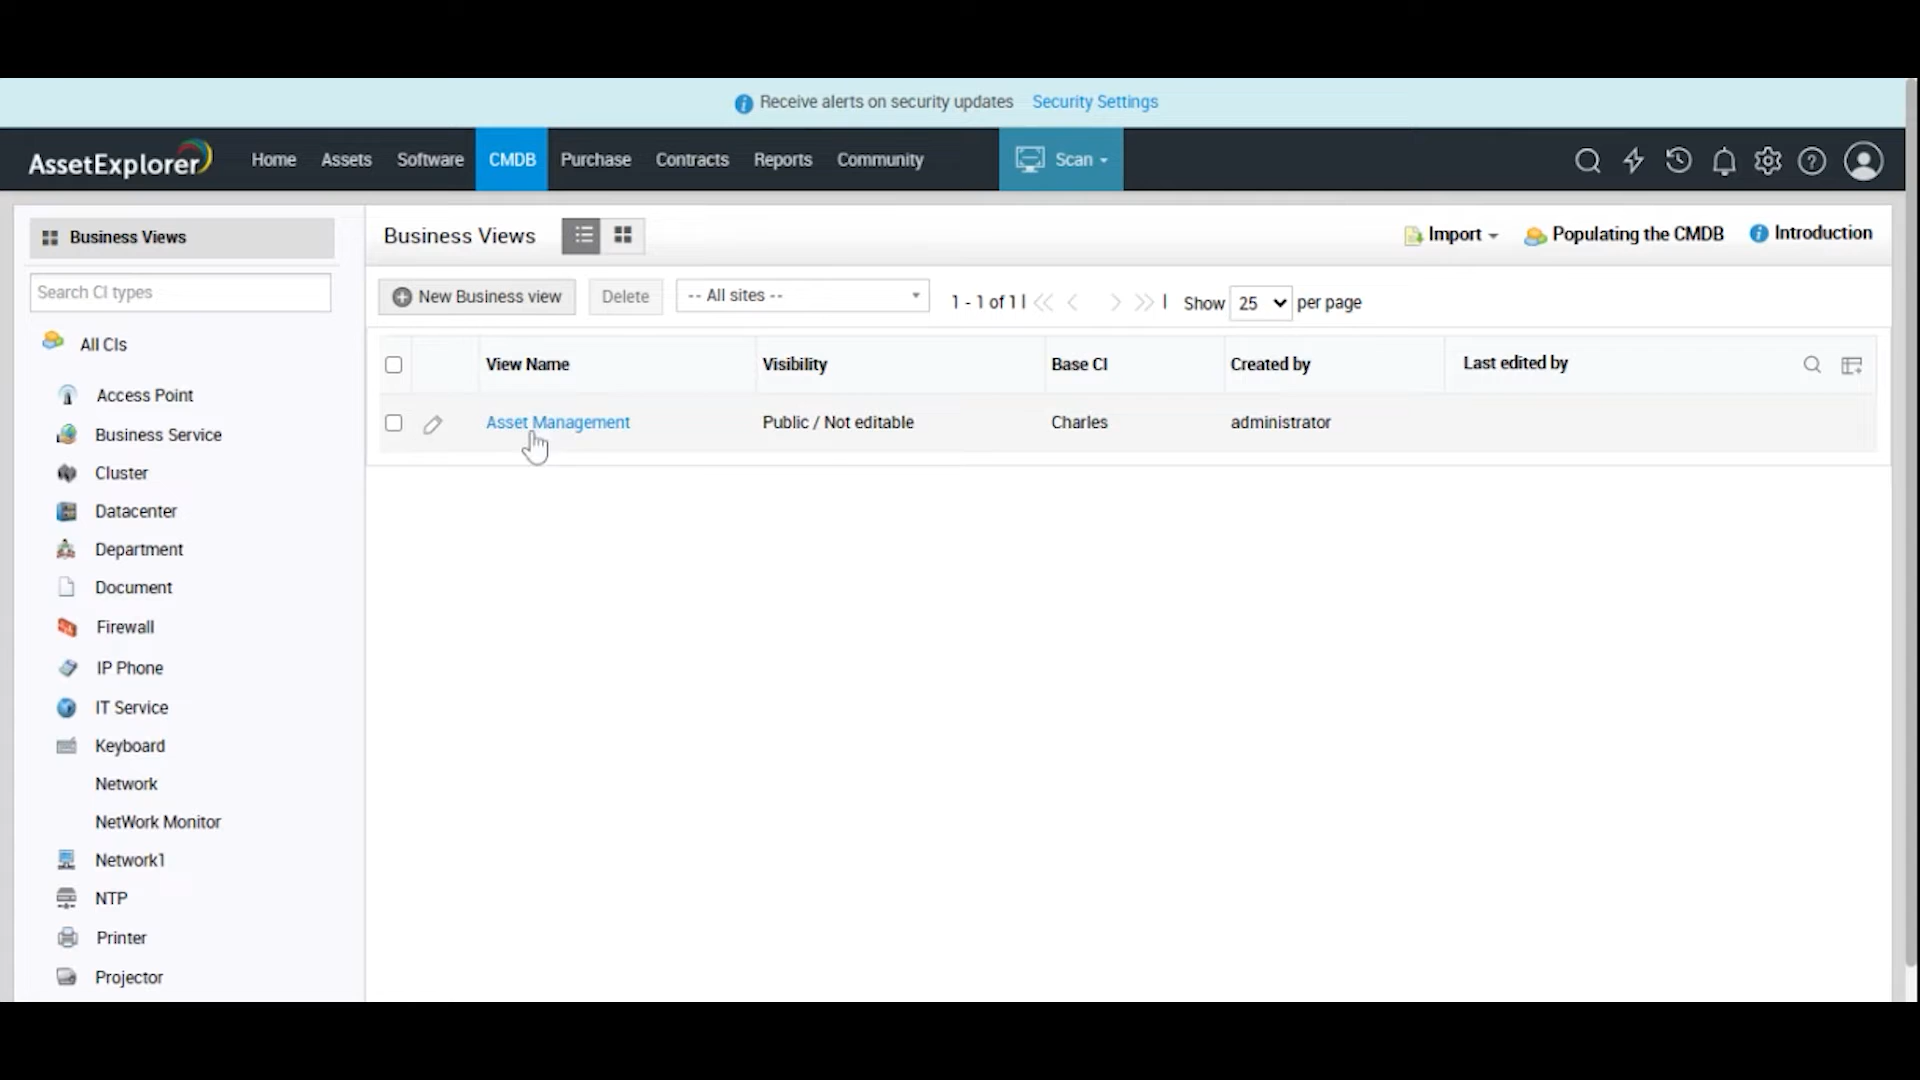 Receive alerts on security updates Security Settings
AssetExplorer Home Assets Software CMDB Purchase Contracts Reports Community Scan
Business Views
Search CI types
All CIs
Access Point
Business Service
Cluster
Datacenter
Department
Document
Firewall
IP Phone
IT Service
Keyboard
Network
NetWork Monitor
Network1
NTP
Printer
Projector
Business Views Import Populating the CMDB Introduction
New Business view Delete -- All sites -- 1 - 1 of 1 | << < > >> | Show 25 per page
View Name Visibility Base CI Created by Last edited by
Asset Management Public / Not editable Charles administrator